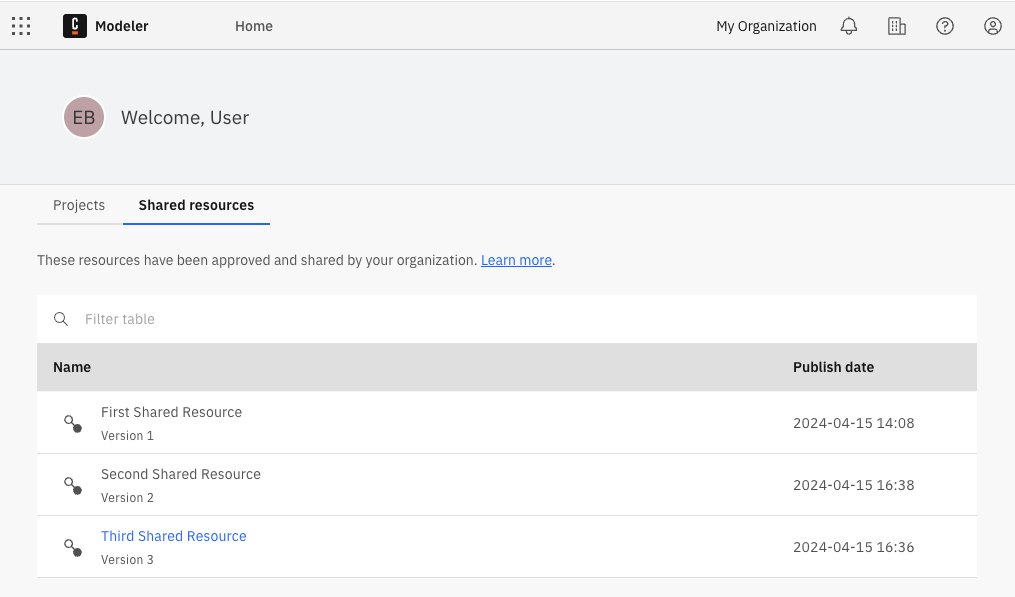 C Modeler Home My Organization
EB Welcome, User
Projects Shared resources
These resources have been approved and shared by your organization. Learn more.
Filter table
Name Publish date
First Shared Resource
Version 1
2024-04-15 14:08
Second Shared Resource
Version 2
2024-04-15 16:38
Third Shared Resource
Version 3
2024-04-15 16:36